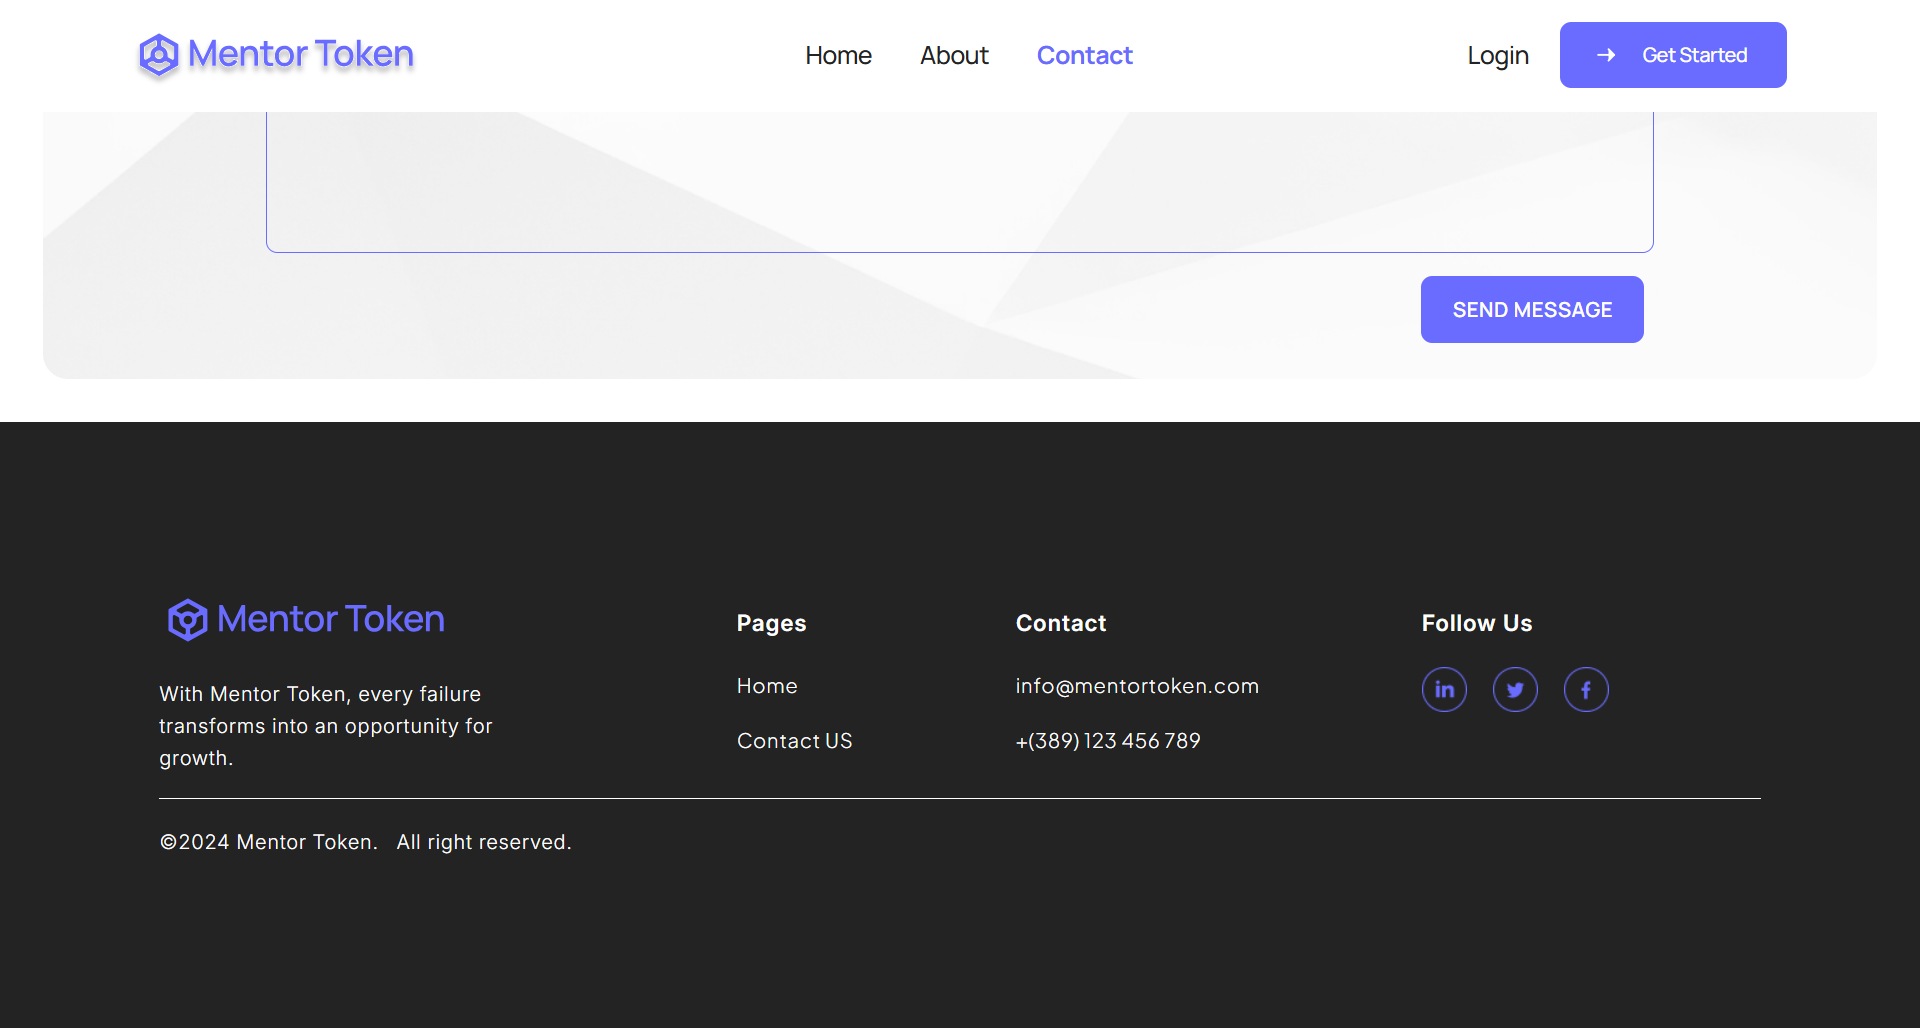 Mentor Token
Home About Contact
Login Get Started
SEND MESSAGE
Mentor Token
With Mentor Token, every failure
transforms into an opportunity for
growth.
Pages
Home
Contact US
Contact
info@mentortoken.com
+(389) 123 456 789
Follow Us
in
f
©2024 Mentor Token. All right reserved.